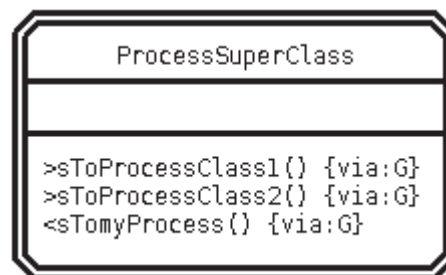 ProcessSuperClass
>sToProcessClass1() {via:G}
>sToProcessClass2() {via:G}
<sTomyProcess() {via:G}